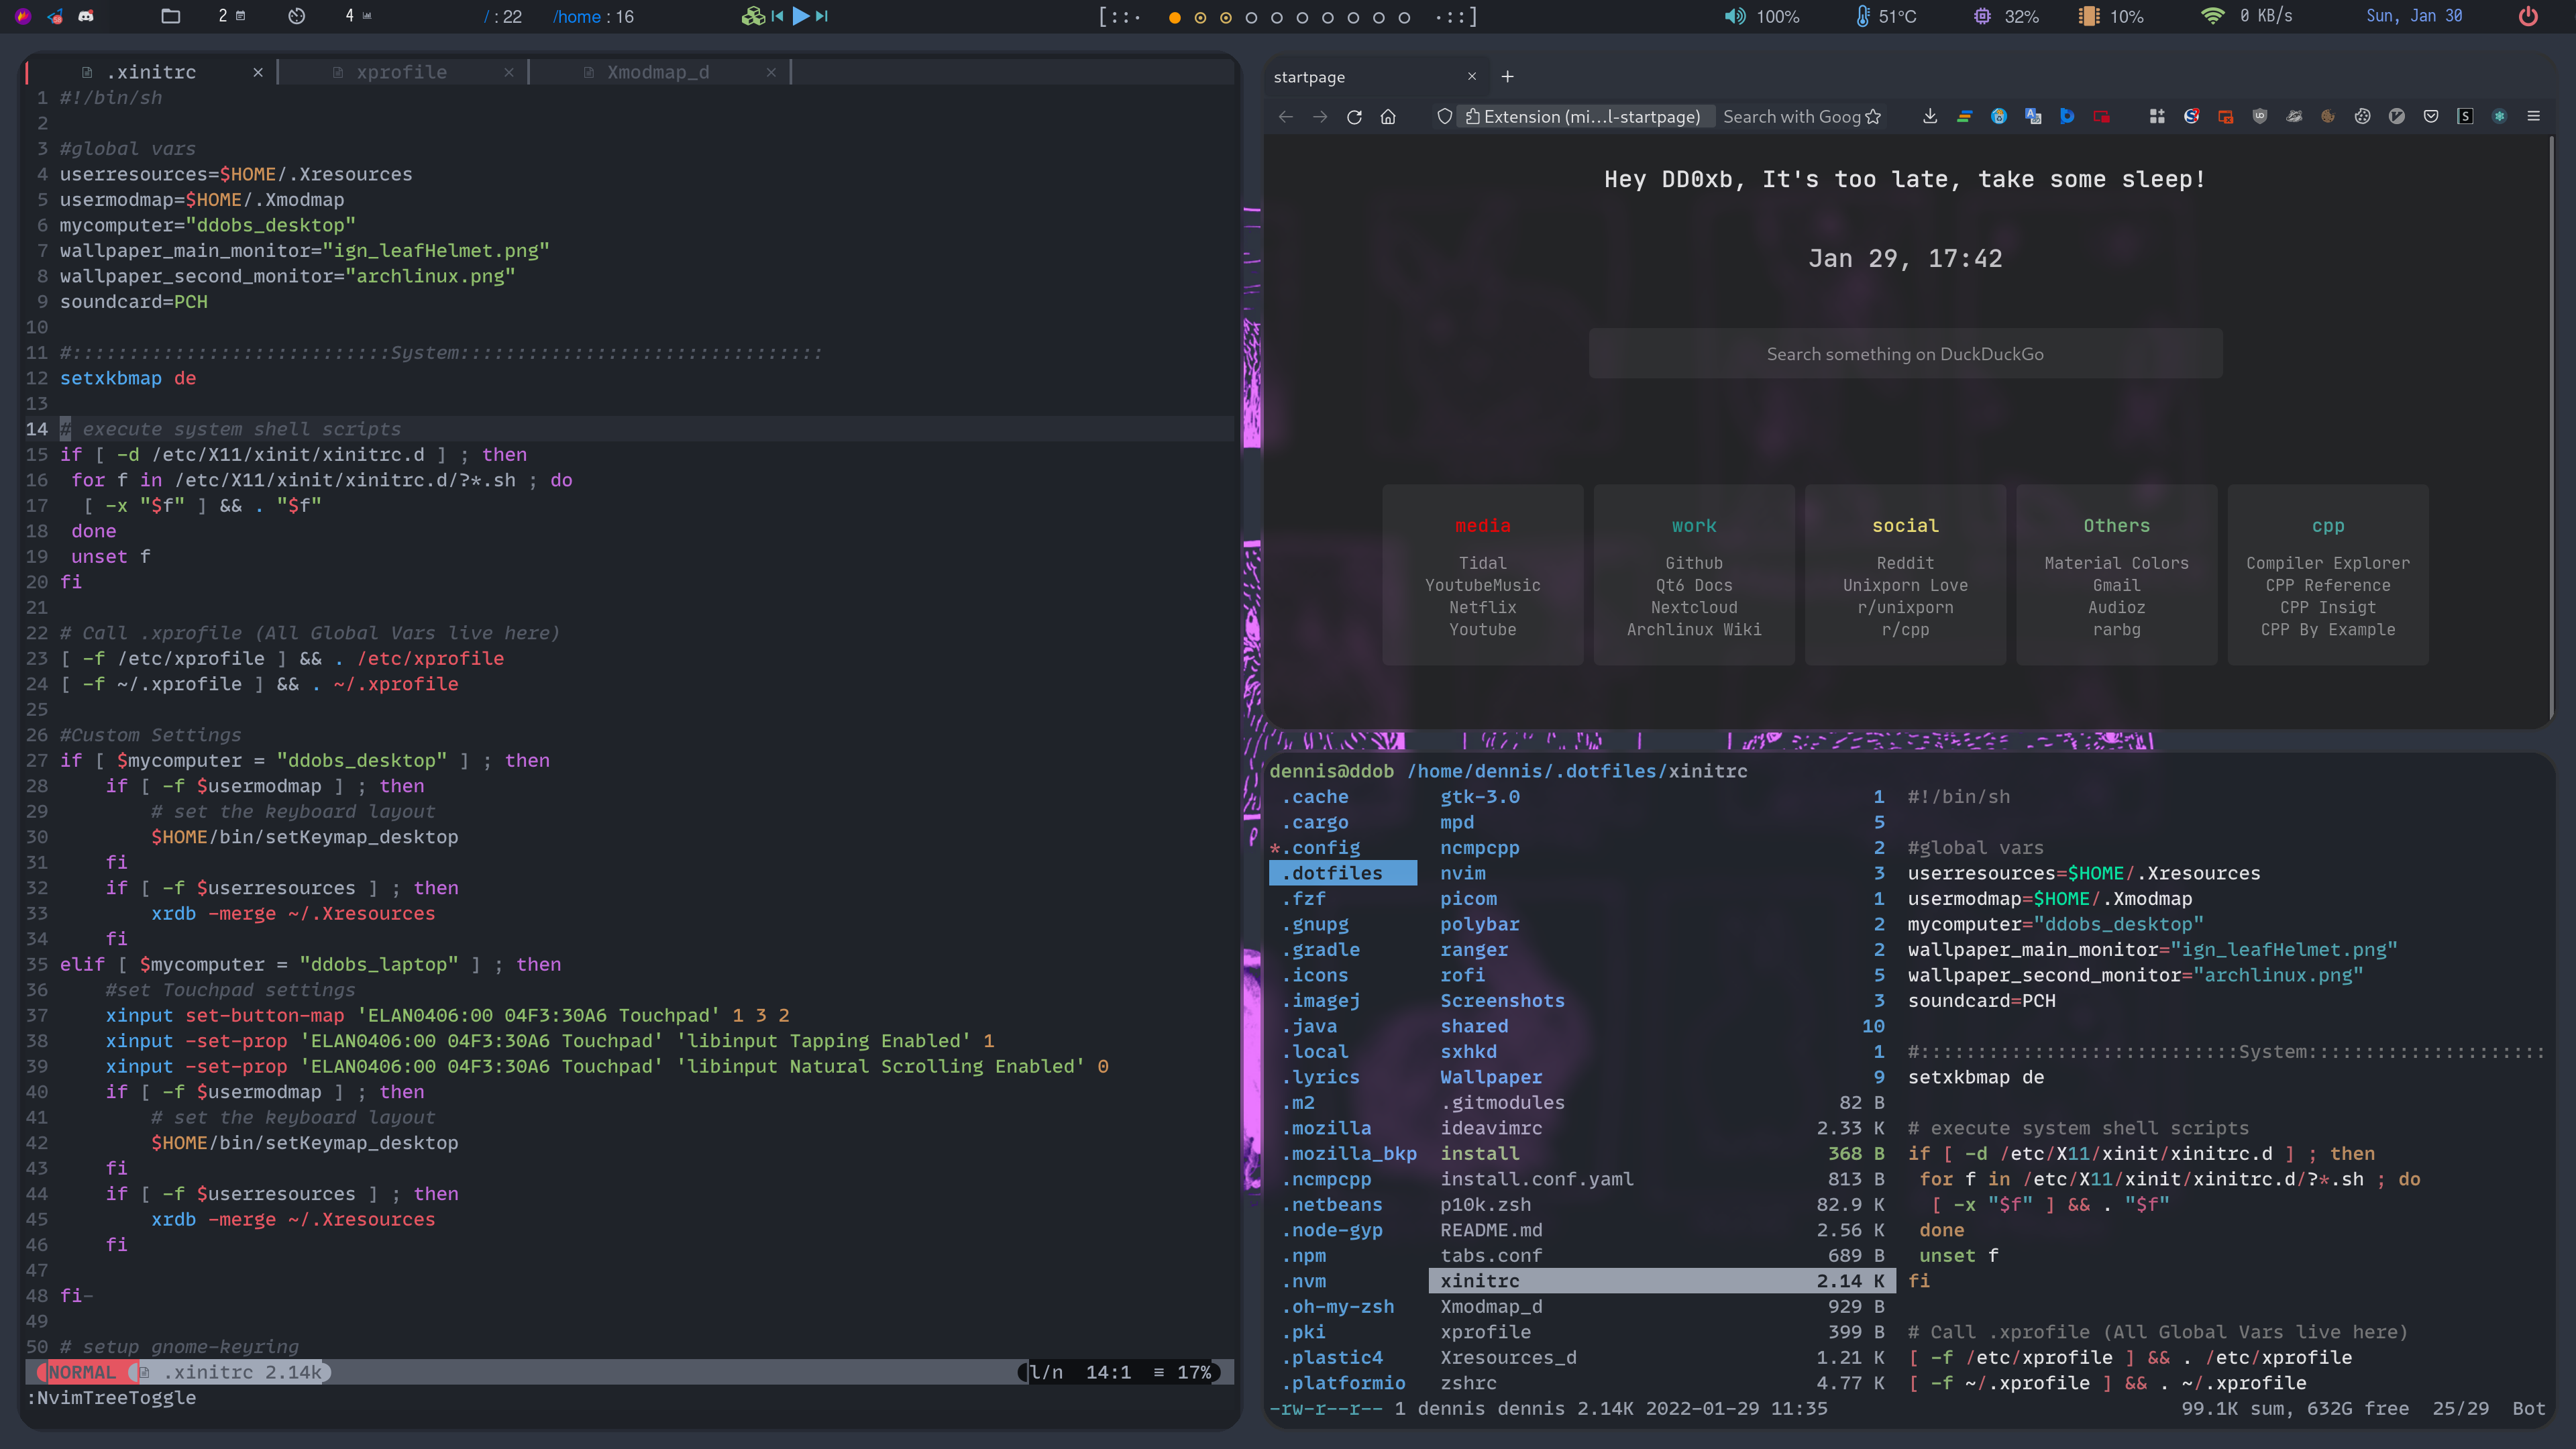 2
4
/ : 22
/home : 16
[::· ·::]
100%
51°C
32%
10%
0 KB/s
Sun, Jan 30
.xinitrc ×
xprofile ×
Xmodmap_d ×
1 #!/bin/sh
2
3 #global vars
4 userresources=$HOME/.Xresources
5 usermodmap=$HOME/.Xmodmap
6 mycomputer="ddobs_desktop"
7 wallpaper_main_monitor="ign_leafHelmet.png"
8 wallpaper_second_monitor="archlinux.png"
9 soundcard=PCH
10
11 #::::::::::::::::::::::::::::System::::::::::::::::::::::::::::::::
12 setxkbmap de
13
14 # execute system shell scripts
15 if [ -d /etc/X11/xinit/xinitrc.d ] ; then
16 for f in /etc/X11/xinit/xinitrc.d/?*.sh ; do
17 [ -x "$f" ] && . "$f"
18 done
19 unset f
20 fi
21
22 # Call .xprofile (All Global Vars live here)
23 [ -f /etc/xprofile ] && . /etc/xprofile
24 [ -f ~/.xprofile ] && . ~/.xprofile
25
26 #Custom Settings
27 if [ $mycomputer = "ddobs_desktop" ] ; then
28 if [ -f $usermodmap ] ; then
29 # set the keyboard layout
30 $HOME/bin/setKeymap_desktop
31 fi
32 if [ -f $userresources ] ; then
33 xrdb -merge ~/.Xresources
34 fi
35 elif [ $mycomputer = "ddobs_laptop" ] ; then
36 #set Touchpad settings
37 xinput set-button-map 'ELAN0406:00 04F3:30A6 Touchpad' 1 3 2
38 xinput -set-prop 'ELAN0406:00 04F3:30A6 Touchpad' 'libinput Tapping Enabled' 1
39 xinput -set-prop 'ELAN0406:00 04F3:30A6 Touchpad' 'libinput Natural Scrolling Enabled' 0
40 if [ -f $usermodmap ] ; then
41 # set the keyboard layout
42 $HOME/bin/setKeymap_desktop
43 fi
44 if [ -f $userresources ] ; then
45 xrdb -merge ~/.Xresources
46 fi
47
48 fi-
49
50 # setup gnome-keyring
NORMAL .xinitrc 2.14k l/n 14:1 ≡ 17%
:NvimTreeToggle
startpage × +
Extension (mi...l-startpage) Search with Goog
Hey DD0xb, It's too late, take some sleep!
Jan 29, 17:42
Search something on DuckDuckGo
media
Tidal
YoutubeMusic
Netflix
Youtube
work
Github
Qt6 Docs
Nextcloud
Archlinux Wiki
social
Reddit
Unixporn Love
r/unixporn
r/cpp
Others
Material Colors
Gmail
Audioz
rarbg
cpp
Compiler Explorer
CPP Reference
CPP Insigt
CPP By Example
dennis@ddob /home/dennis/.dotfiles/xinitrc
.cache
.cargo
*.config
.dotfiles
.fzf
.gnupg
.gradle
.icons
.imagej
.java
.local
.lyrics
.m2
.mozilla
.mozilla_bkp
.ncmpcpp
.netbeans
.node-gyp
.npm
.nvm
.oh-my-zsh
.pki
.plastic4
.platformio
gtk-3.0 1
mpd 5
ncmpcpp 2
nvim 3
picom 1
polybar 2
ranger 2
rofi 5
Screenshots 3
shared 10
sxhkd 1
Wallpaper 9
.gitmodules 82 B
ideavimrc 2.33 K
install 368 B
install.conf.yaml 813 B
p10k.zsh 82.9 K
README.md 2.56 K
tabs.conf 689 B
xinitrc 2.14 K
Xmodmap_d 929 B
xprofile 399 B
Xresources_d 1.21 K
zshrc 4.77 K
#!/bin/sh
#global vars
userresources=$HOME/.Xresources
usermodmap=$HOME/.Xmodmap
mycomputer="ddobs_desktop"
wallpaper_main_monitor="ign_leafHelmet.png"
wallpaper_second_monitor="archlinux.png"
soundcard=PCH
#::::::::::::::::::::::::::::System:::::::::::::::::::::
setxkbmap de
# execute system shell scripts
if [ -d /etc/X11/xinit/xinitrc.d ] ; then
for f in /etc/X11/xinit/xinitrc.d/?*.sh ; do
[ -x "$f" ] && . "$f"
done
unset f
fi
# Call .xprofile (All Global Vars live here)
[ -f /etc/xprofile ] && . /etc/xprofile
[ -f ~/.xprofile ] && . ~/.xprofile
-rw-r--r-- 1 dennis dennis 2.14K 2022-01-29 11:35 99.1K sum, 632G free 25/29 Bot